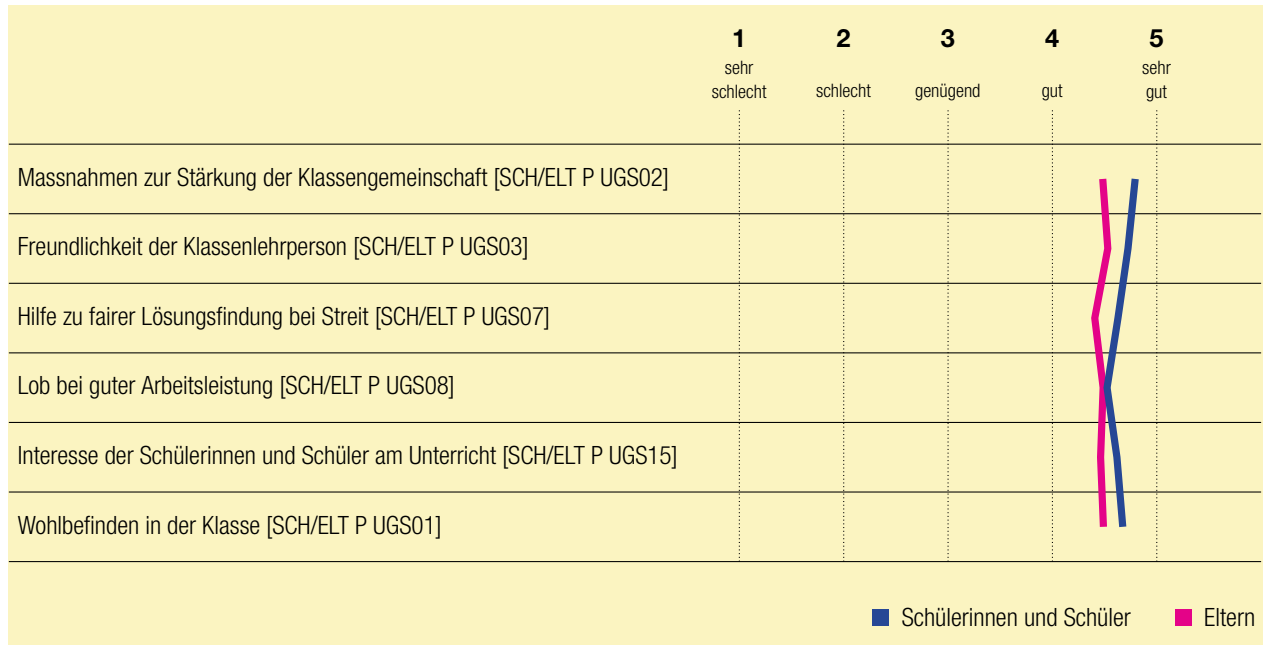 1 2 3 4 5
sehr schlecht schlecht genügend gut sehr gut
Massnahmen zur Stärkung der Klassengemeinschaft [SCH/ELT P UGS02]
Freundlichkeit der Klassenlehrperson [SCH/ELT P UGS03]
Hilfe zu fairer Lösungsfindung bei Streit [SCH/ELT P UGS07]
Lob bei guter Arbeitsleistung [SCH/ELT P UGS08]
Interesse der Schülerinnen und Schüler am Unterricht [SCH/ELT P UGS15]
Wohlbefinden in der Klasse [SCH/ELT P UGS01]
Schülerinnen und Schüler Eltern